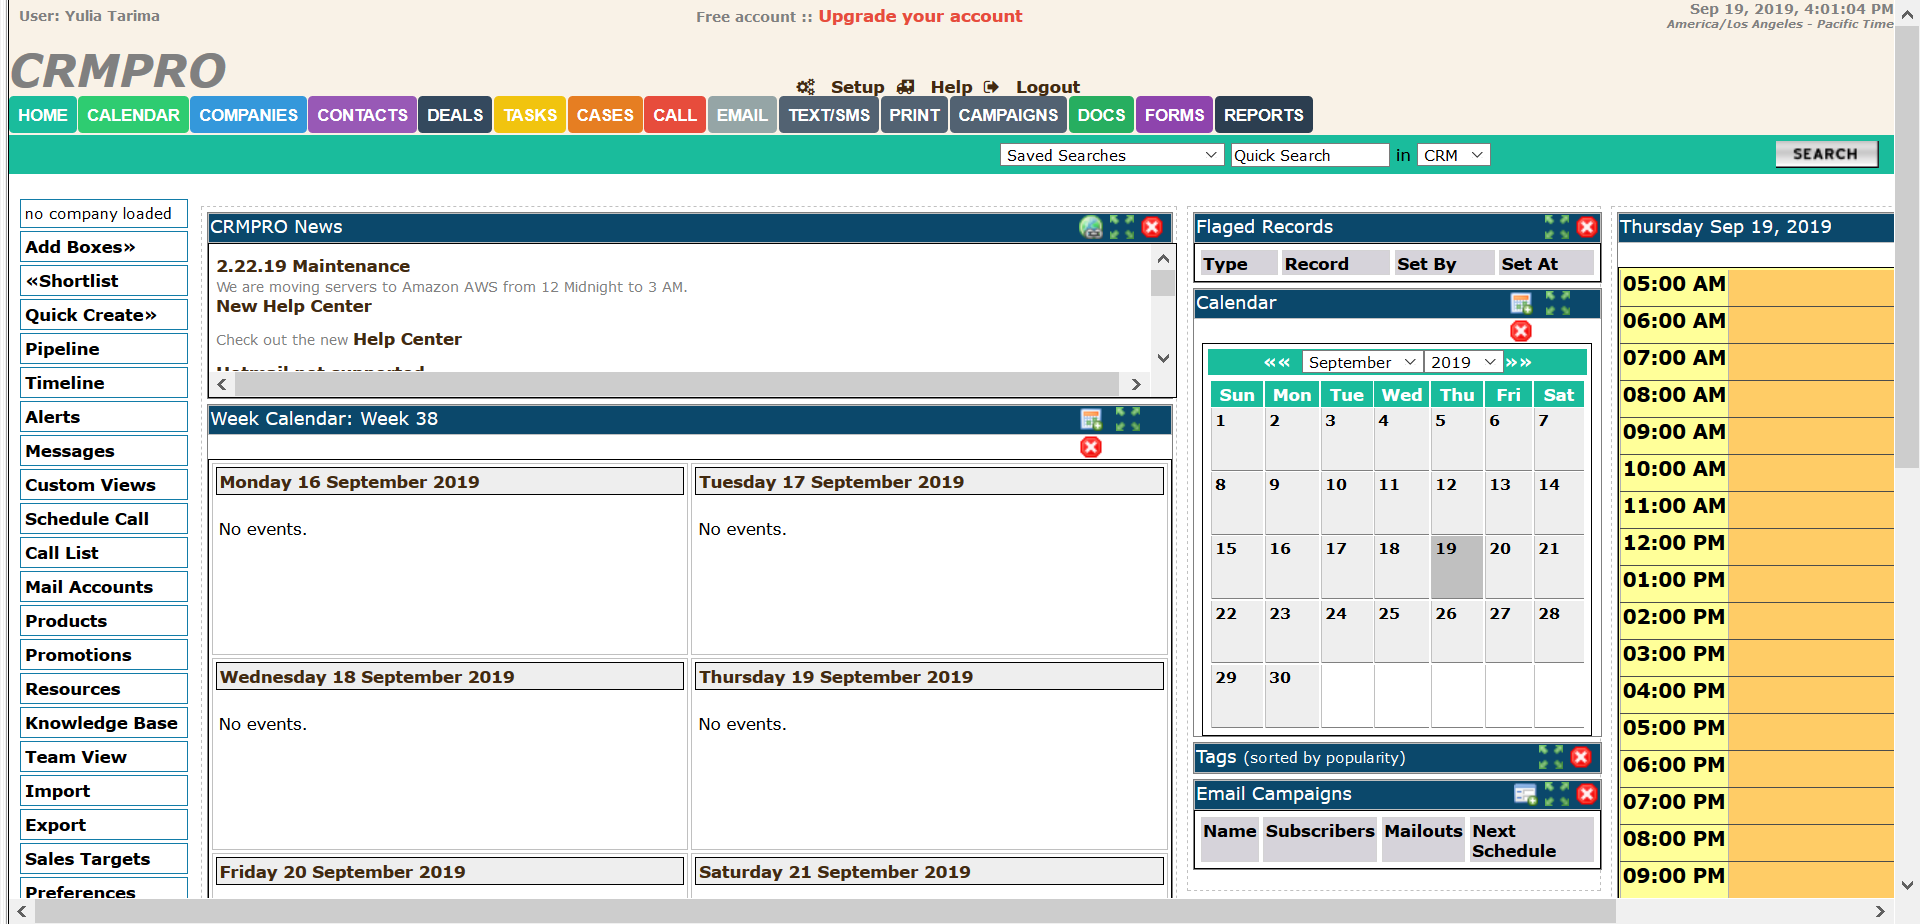 User: Yulia Tarima
Free account :: Upgrade your account
Sep 19, 2019, 4:01:04 PM
America/Los Angeles - Pacific Time
CRMPRO
Setup Help Logout
HOME CALENDAR COMPANIES CONTACTS DEALS TASKS CASES CALL EMAIL TEXT/SMS PRINT CAMPAIGNS DOCS FORMS REPORTS
Saved Searches Quick Search in CRM SEARCH
no company loaded
Add Boxes»
«Shortlist
Quick Create»
Pipeline
Timeline
Alerts
Messages
Custom Views
Schedule Call
Call List
Mail Accounts
Products
Promotions
Resources
Knowledge Base
Team View
Import
Export
Sales Targets
Preferences
CRMPRO News
2.22.19 Maintenance
We are moving servers to Amazon AWS from 12 Midnight to 3 AM.
New Help Center
Check out the new Help Center
Hotmail not supported
Week Calendar: Week 38
Monday 16 September 2019
No events.
Tuesday 17 September 2019
No events.
Wednesday 18 September 2019
No events.
Thursday 19 September 2019
No events.
Friday 20 September 2019
Saturday 21 September 2019
Flaged Records
Type Record Set By Set At
Calendar
«« September 2019 »»
Sun Mon Tue Wed Thu Fri Sat
1 2 3 4 5 6 7
8 9 10 11 12 13 14
15 16 17 18 19 20 21
22 23 24 25 26 27 28
29 30
Tags (sorted by popularity)
Email Campaigns
Name Subscribers Mailouts Next
Schedule
Thursday Sep 19, 2019
05:00 AM
06:00 AM
07:00 AM
08:00 AM
09:00 AM
10:00 AM
11:00 AM
12:00 PM
01:00 PM
02:00 PM
03:00 PM
04:00 PM
05:00 PM
06:00 PM
07:00 PM
08:00 PM
09:00 PM